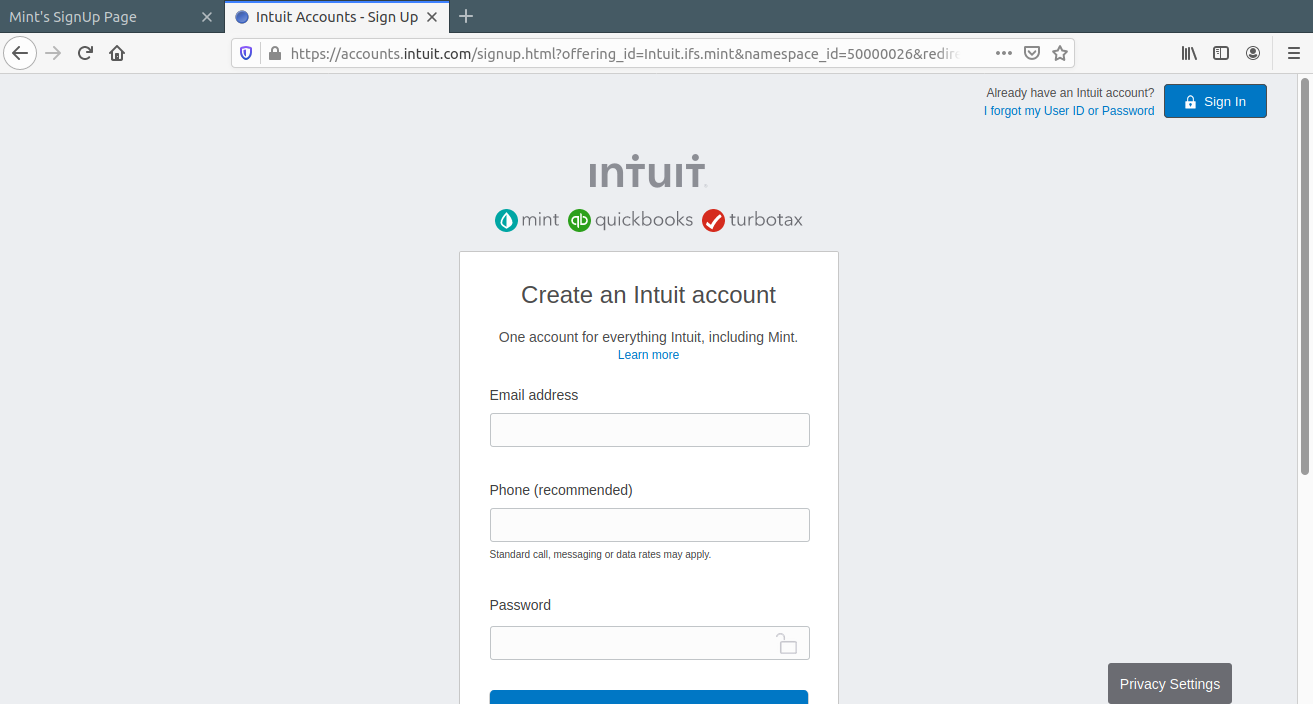 Mint's SignUp Page
Intuit Accounts - Sign Up
https://accounts.intuit.com/signup.html?offering_id=Intuit.ifs.mint&namespace_id=50000026&redire
Already have an Intuit account?
I forgot my User ID or Password
Sign In
intuit
mint quickbooks turbotax
Create an Intuit account
One account for everything Intuit, including Mint.
Learn more
Email address
Phone (recommended)
Standard call, messaging or data rates may apply.
Password
Privacy Settings